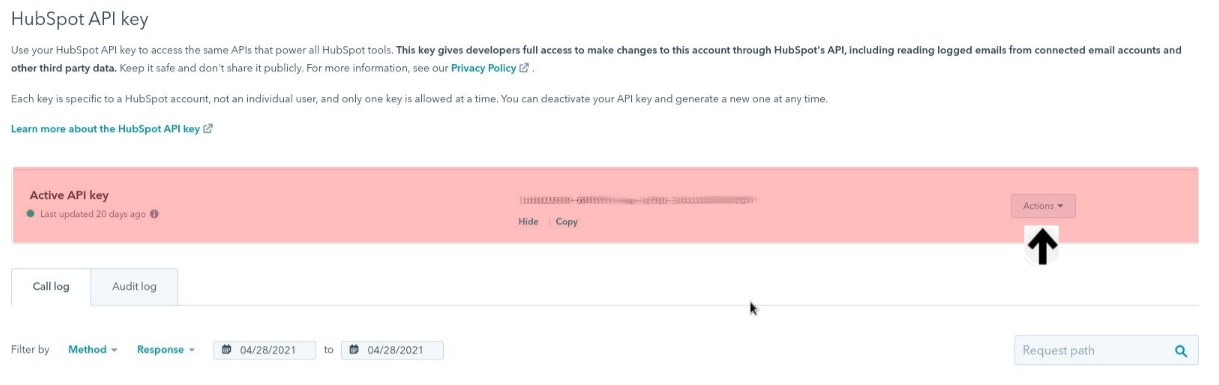 HubSpot API key
Use your HubSpot API key to access the same APIs that power all HubSpot tools. This key gives developers full access to make changes to this account through HubSpot's API, including reading logged emails from connected email accounts and
other third party data. Keep it safe and don't share it publicly. For more information, see our Privacy Policy .
Each key is specific to a HubSpot account, not an individual user, and only one key is allowed at a time. You can deactivate your API key and generate a new one at any time.
Learn more about the HubSpot API key
Active API key
Last updated 20 days ago
Hide Copy
Actions
Call log Audit log
Filter by Method Response 04/28/2021 to 04/28/2021 Request path